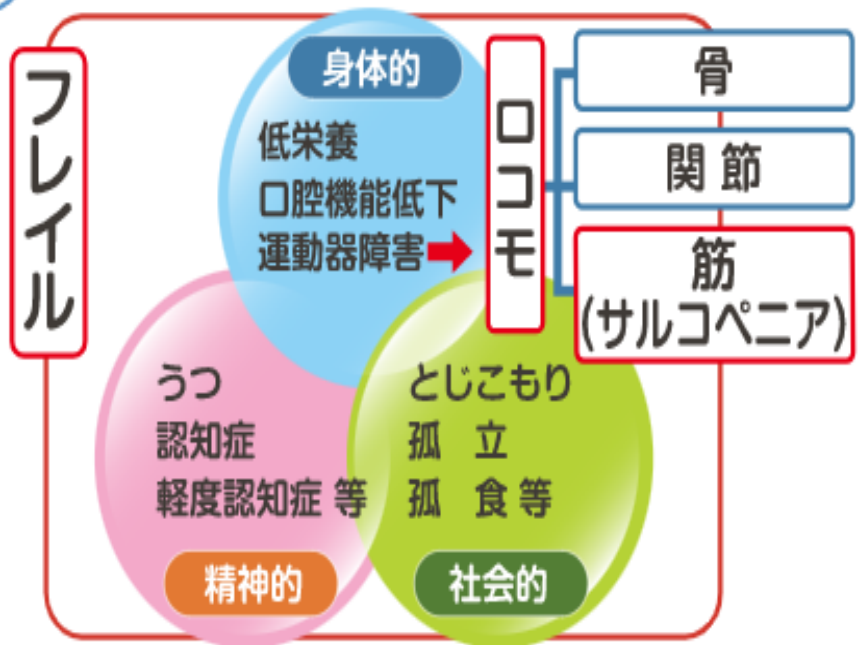 フレイル
身体的
低栄養
口腔機能低下
運動器障害
ロコモ
骨
関節
筋
(サルコペニア)
うつ
認知症
軽度認知症 等
精神的
とじこもり
孤 立
孤 食 等
社会的